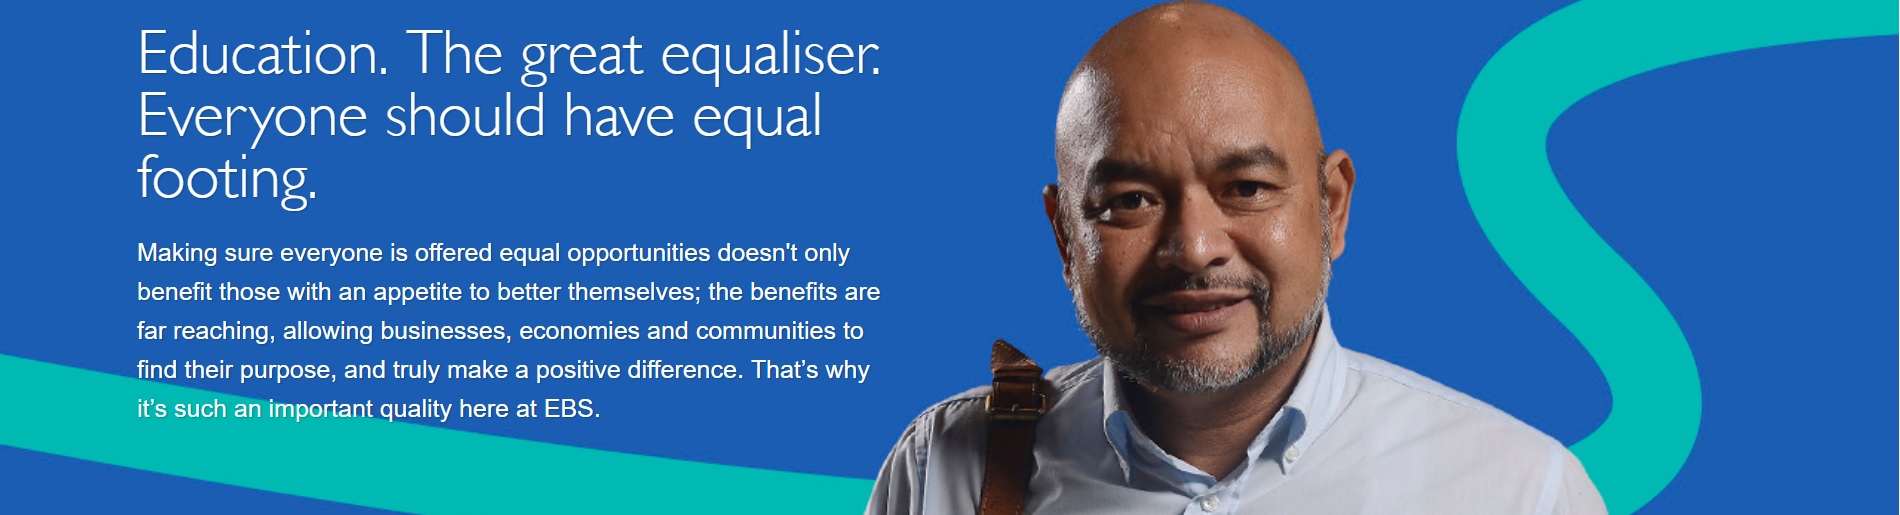 Education. The great equaliser.
Everyone should have equal
footing.
Making sure everyone is offered equal opportunities doesn't only
benefit those with an appetite to better themselves; the benefits are
far reaching, allowing businesses, economies and communities to
find their purpose, and truly make a positive difference. That’s why
it’s such an important quality here at EBS.